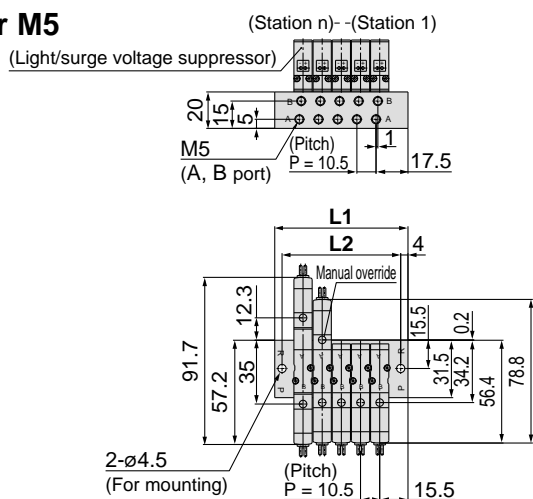 r M5
(Station n)- -(Station 1)
(Light/surge voltage suppressor)
B B
A A
20
15
5
M5
(A, B port)
(Pitch)
P = 10.5
1
17.5
L1
L2
4
Manual override
12.3
15.5
0.2
91.7
57.2
35
31.5
34.2
56.4
78.8
R R
P P
2-ø4.5
(For mounting)
(Pitch)
P = 10.5
15.5